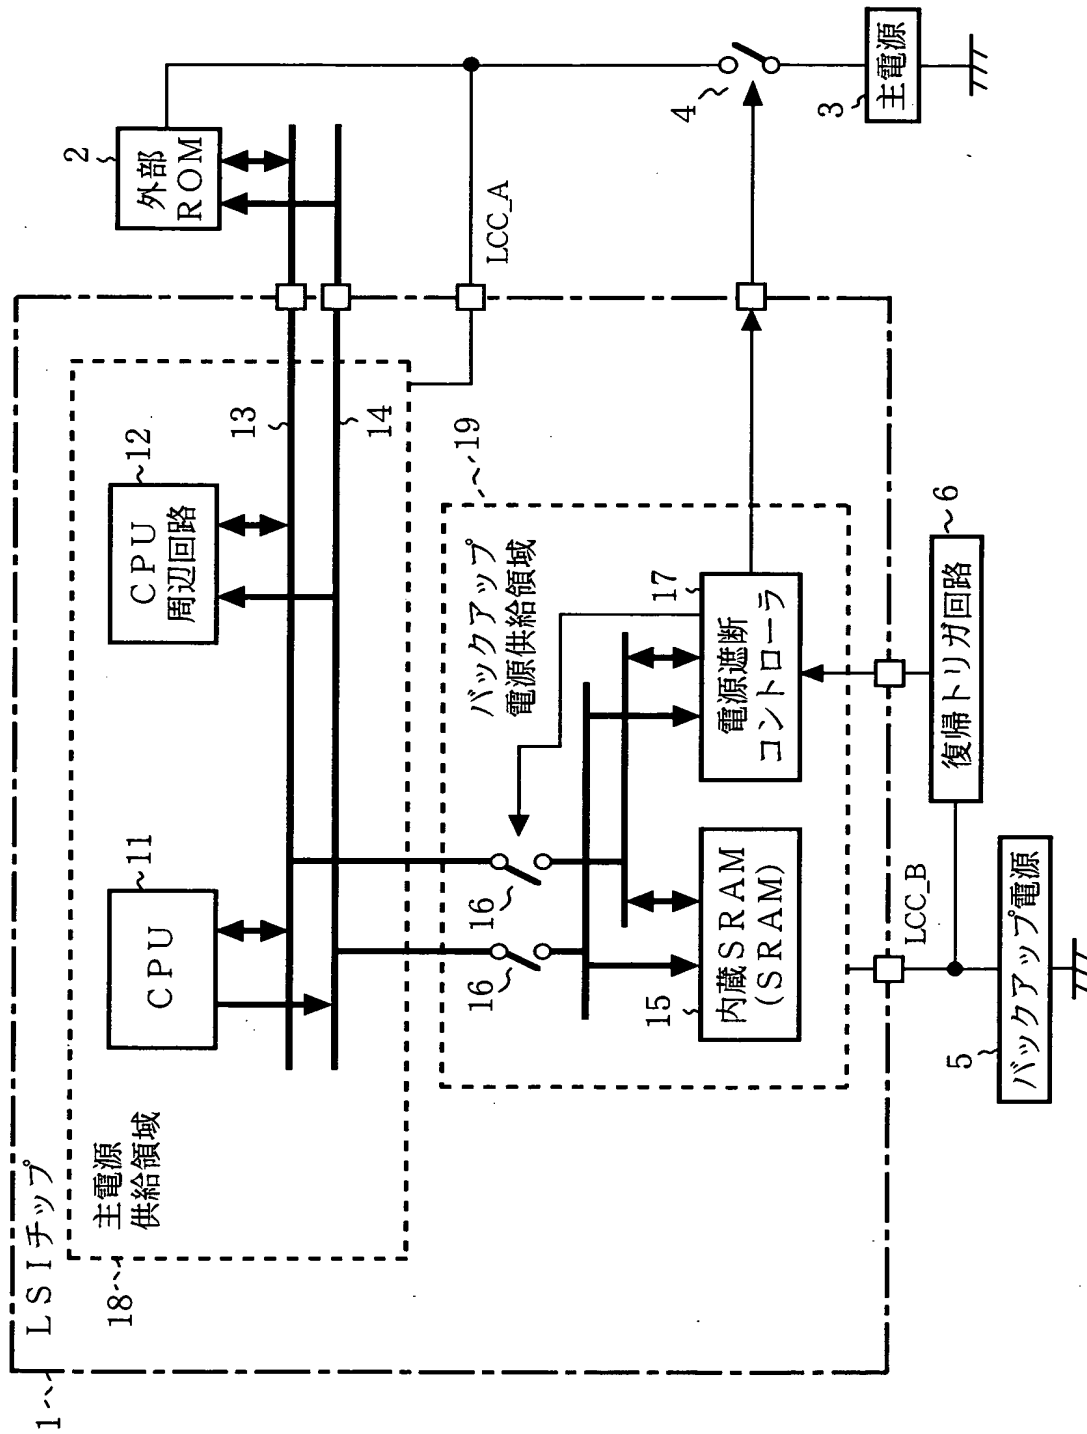 1
LSIチップ
18
主電源
供給領域
11
CPU
12
CPU
周辺回路
13
14
2
外部
ROM
LCC_A
4
3
主電源
16
16
バックアップ
電源供給領域
19
15
内蔵SRAM
(SRAM)
17
電源遮断
コントローラ
LCC_B
5
バックアップ電源
6
復帰トリガ回路